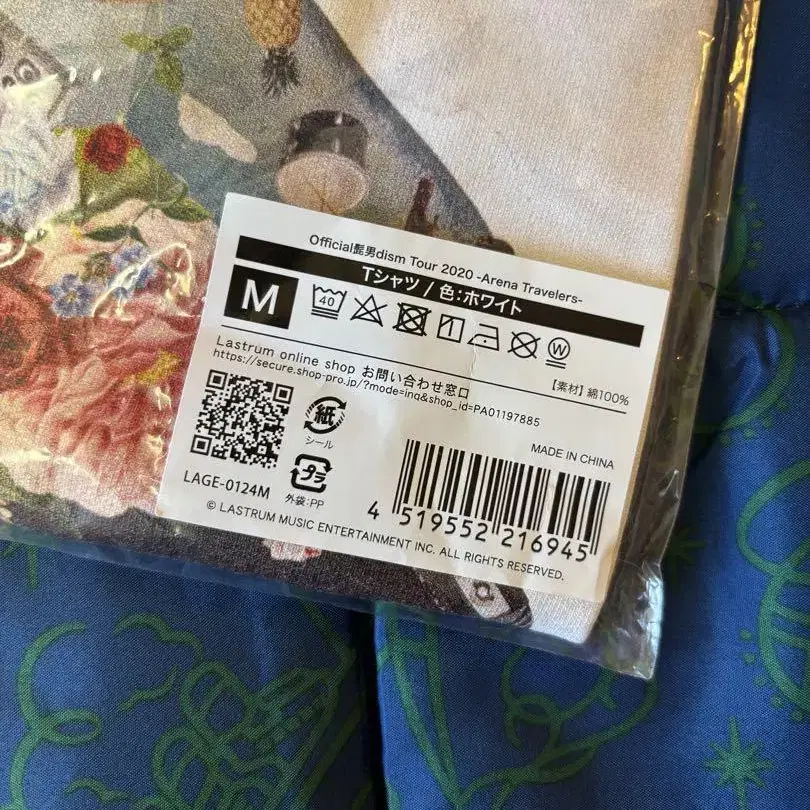 Official髭男dism Tour 2020 -Arena Travelers-
Tシャツ / 色:ホワイト
M
40
W
【素材】綿100%
Lastrum online shop お問い合わせ窓口
https://secure.shop-pro.jp/?mode=inq&shop_id=PA01197885
紙
シール
プラ
外袋:PP
MADE IN CHINA
LAGE-0124M
4 519552 216945
© LASTRUM MUSIC ENTERTAINMENT INC. ALL RIGHTS RESERVED.